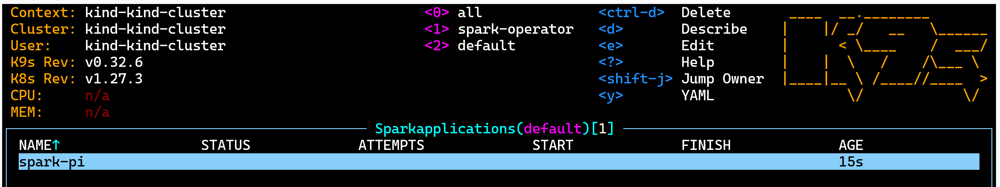 Context: kind-kind-cluster <0> all <ctrl-d> Delete
Cluster: kind-kind-cluster <1> spark-operator <d> Describe
User: kind-kind-cluster <2> default <e> Edit
K9s Rev: v0.32.6 <?> Help
K8s Rev: v1.27.3 <shift-j> Jump Owner
CPU: n/a <y> YAML
MEM: n/a
Sparkapplications(default)[1]
NAME↑ STATUS ATTEMPTS START FINISH AGE
spark-pi 15s